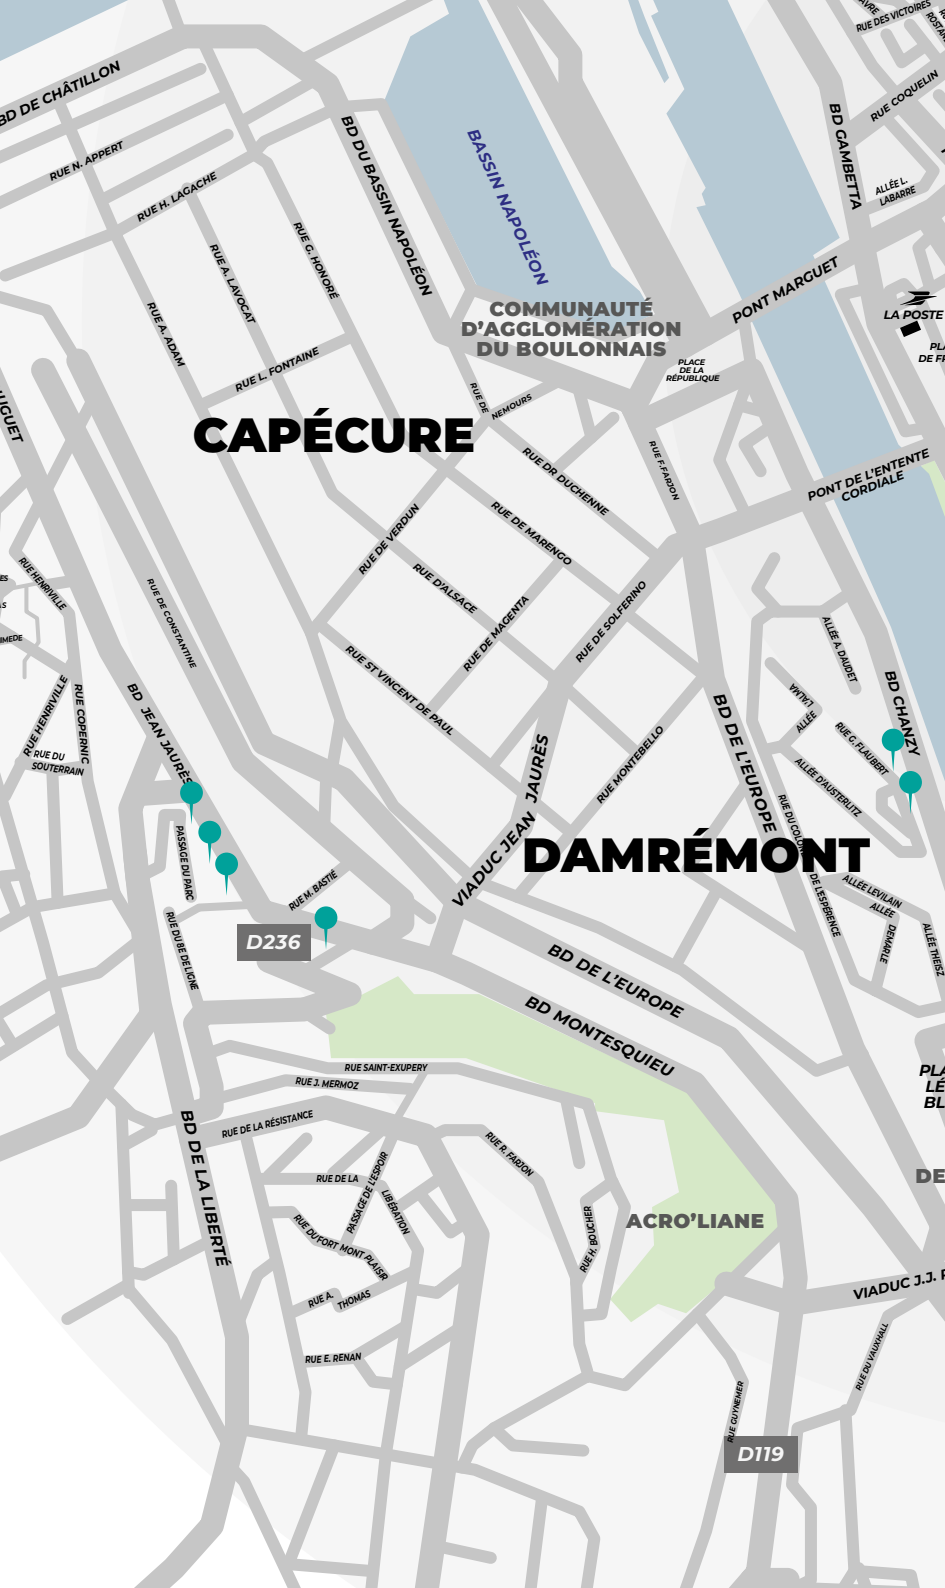 RUE DES VICTOIRES
BD DE CHÂTILLON
RUE COQUELIN
BD GAMBETTA
RUE N. APPERT
BD DU BASSIN NAPOLÉON
BASSIN NAPOLÉON
RUE H. LAGACHE
ALLÉE L.
LABARRE
RUE A. LAVOCAT
RUE G. HONORÉ
PONT MARGUET
COMMUNAUTÉ
D'AGGLOMÉRATION
DU BOULONNAIS
LA POSTE
RUE A. ADAM
RUE L. FONTAINE
PLACE
DE LA
RÉPUBLIQUE
RUE DE
NEMOURS
CAPÉCURE
RUE F.FARJON
RUE DR DUCHENNE
PONT DE L'ENTENTE
CORDIALE
RUE DE VERDUN
RUE DE MARENGO
RUE HENRIVILLE
RUE DE CONSTANTINE
RUE D'ALSACE
RUE DE MAGENTA
RUE DE SOLFERINO
ALLÉE A. DAUDET
RUE ST VINCENT DE PAUL
RUE HENRIVILLE
RUE COPERNIC
BD JEAN JAURÈS
BD DE L'EUROPE
BD CHANZY
L'ALMA
ALLÉE
RUE G. FLAUBERT
RUE DU
SOUTERRAIN
RUE MONTEBELLO
ALLÉE D'AUSTERLITZ
VIADUC JEAN JAURÈS
PASSAGE DU PARC
DAMRÉMONT
DE L'ESPÉRENCE
RUE M. BASTIÉ
ALLÉE LEVILAIN
ALLÉE
DEMARLE
ALLÉE THEISZ
D236
RUE DU 8E DE LIGNE
BD DE L'EUROPE
BD MONTESQUIEU
RUE SAINT-EXUPERY
RUE J. MERMOZ
RUE DE LA RÉSISTANCE
BD DE LA LIBERTÉ
RUE R. FARJON
RUE DE LA
LIBÉRATION
PASSAGE DE L'ESPOIR
RUE DU FORT MONT PLAISIR
RUE H. BOUCHER
ACRO'LIANE
RUE A.
THOMAS
VIADUC J.J.
RUE E. RENAN
RUE DU VAUXHALL
RUE GUYNEMER
D119